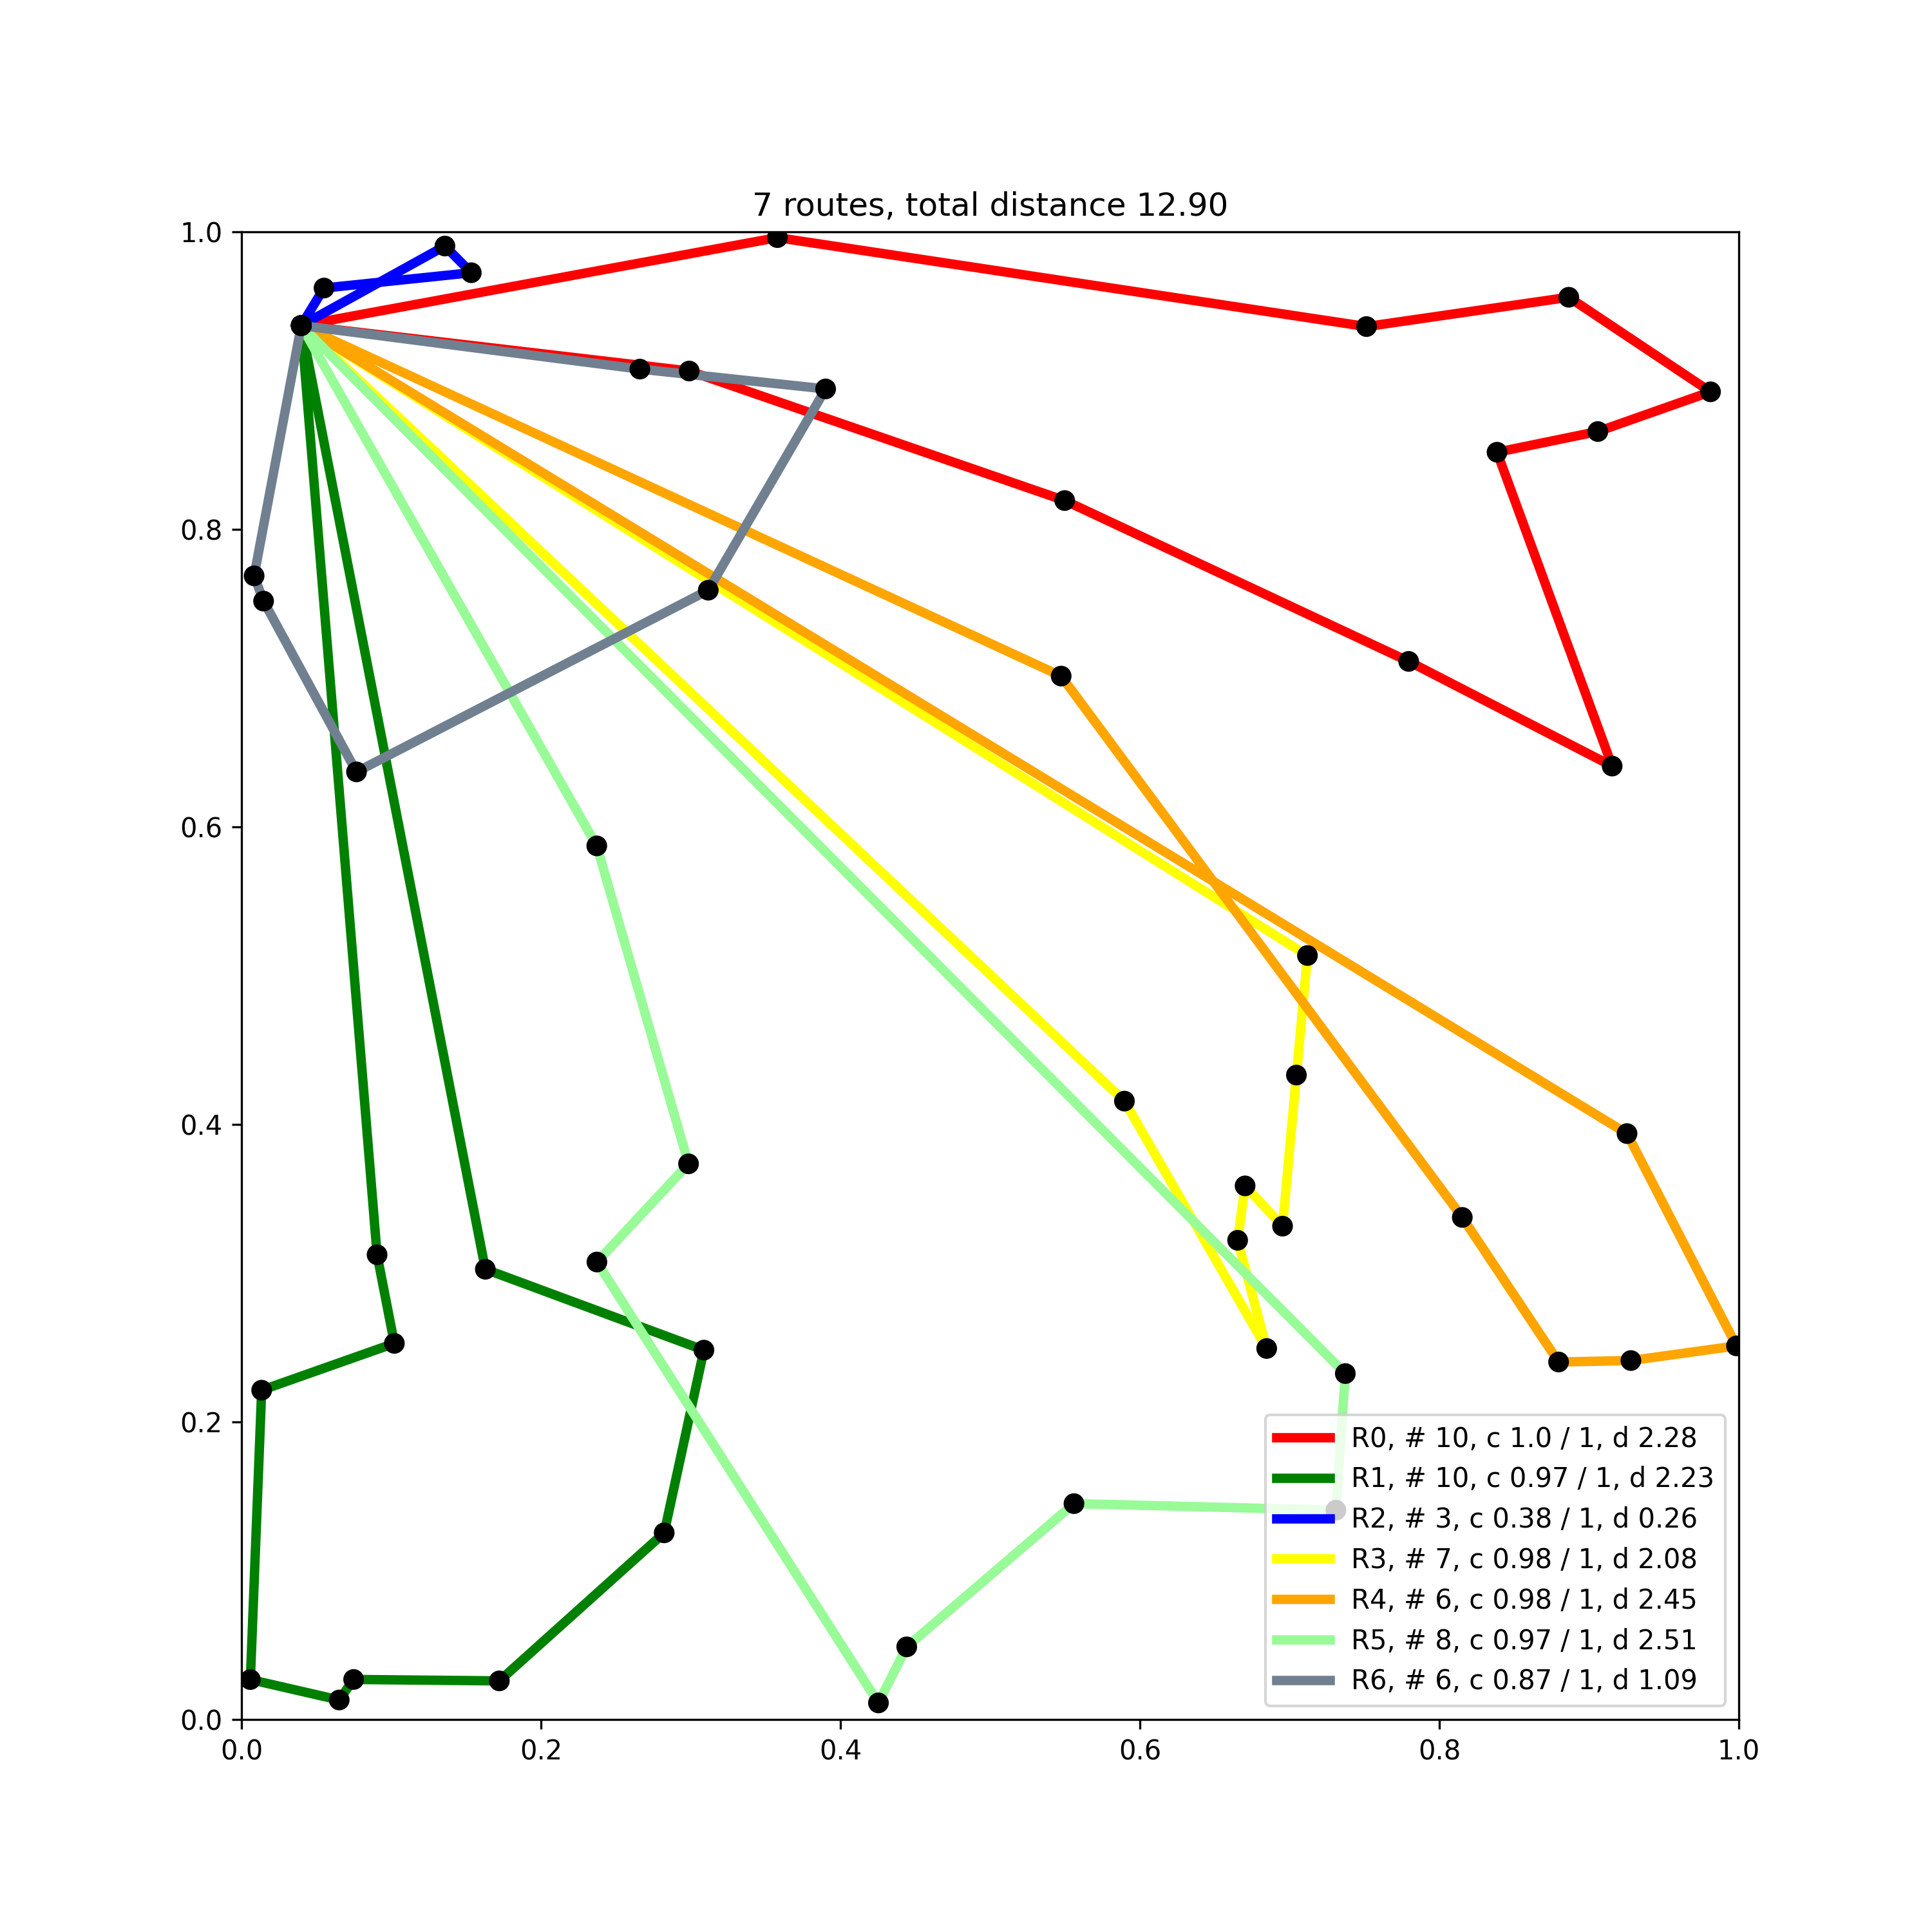 7 routes, total distance 12.90
1.0
0.8
0.6
0.4
0.2
0.0
0.0 0.2 0.4 0.6 0.8 1.0
R0, # 10, c 1.0 / 1, d 2.28
R1, # 10, c 0.97 / 1, d 2.23
R2, # 3, c 0.38 / 1, d 0.26
R3, # 7, c 0.98 / 1, d 2.08
R4, # 6, c 0.98 / 1, d 2.45
R5, # 8, c 0.97 / 1, d 2.51
R6, # 6, c 0.87 / 1, d 1.09